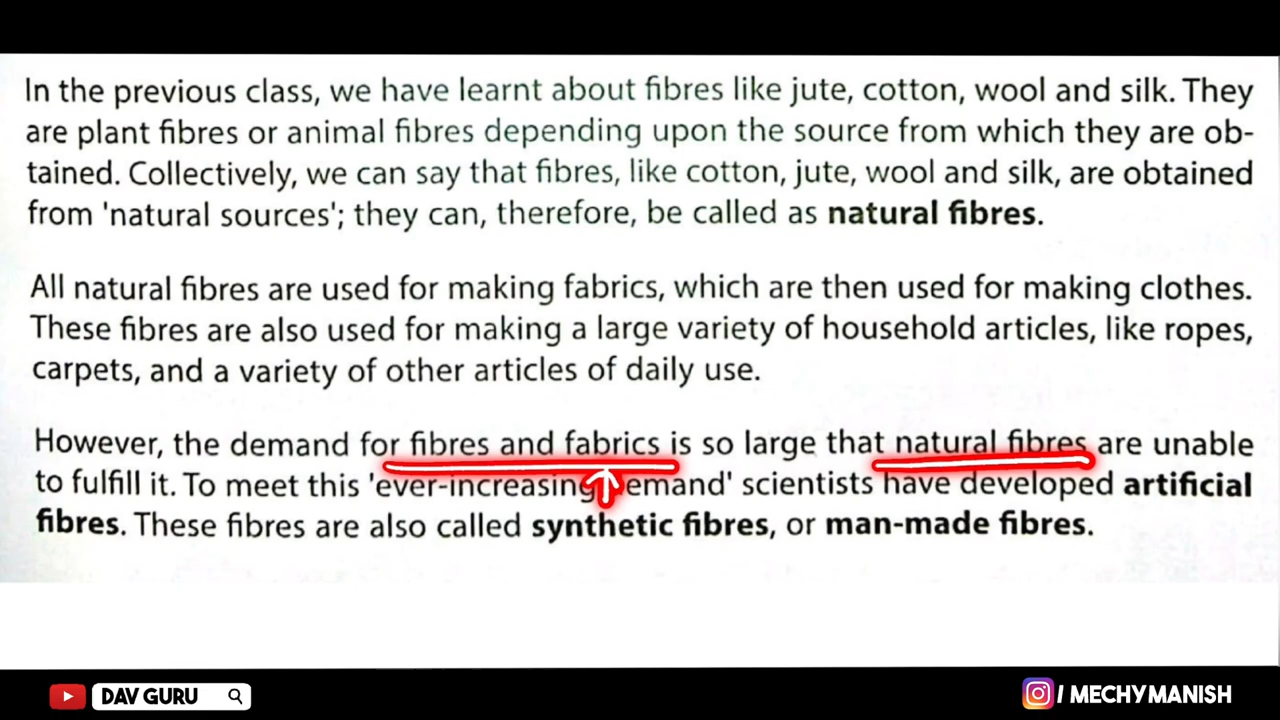 In the previous class, we have learnt about fibres like jute, cotton, wool and silk. They
are plant fibres or animal fibres depending upon the source from which they are ob-
tained. Collectively, we can say that fibres, like cotton, jute, wool and silk, are obtained
from 'natural sources'; they can, therefore, be called as natural fibres.
All natural fibres are used for making fabrics, which are then used for making clothes.
These fibres are also used for making a large variety of household articles, like ropes,
carpets, and a variety of other articles of daily use.
However, the demand for fibres and fabrics is so large that natural fibres are unable
to fulfill it. To meet this 'ever-increasing demand' scientists have developed artificial
fibres. These fibres are also called synthetic fibres, or man-made fibres.
DAV GURU
/ MECHYMANISH